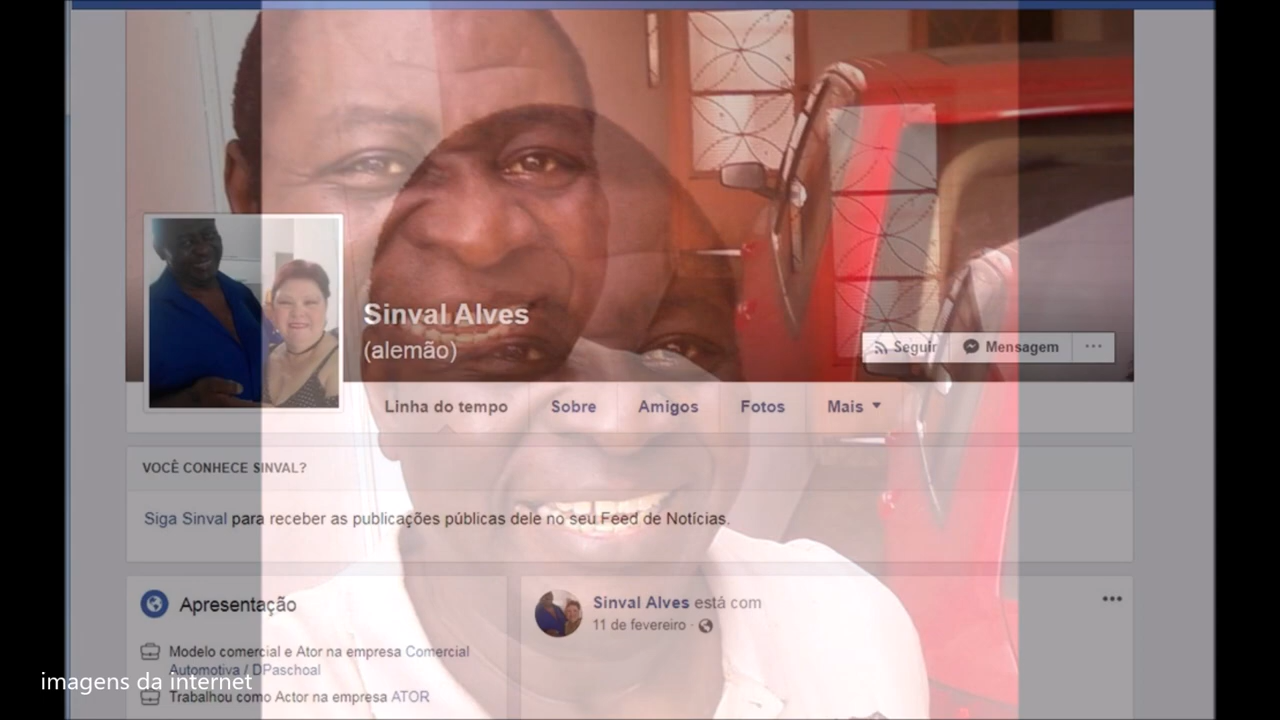 Sinval Alves
(alemão)
Seguir Mensagem ...
Linha do tempo Sobre Amigos Fotos Mais
VOCÊ CONHECE SINVAL?
Siga Sinval para receber as publicações públicas dele no seu Feed de Notícias.
Apresentação
Modelo comercial e Ator na empresa Comercial
Automotiva / DPaschoal
Trabalhou como Actor na empresa ATOR
Sinval Alves está com
11 de fevereiro ·
imagens da internet